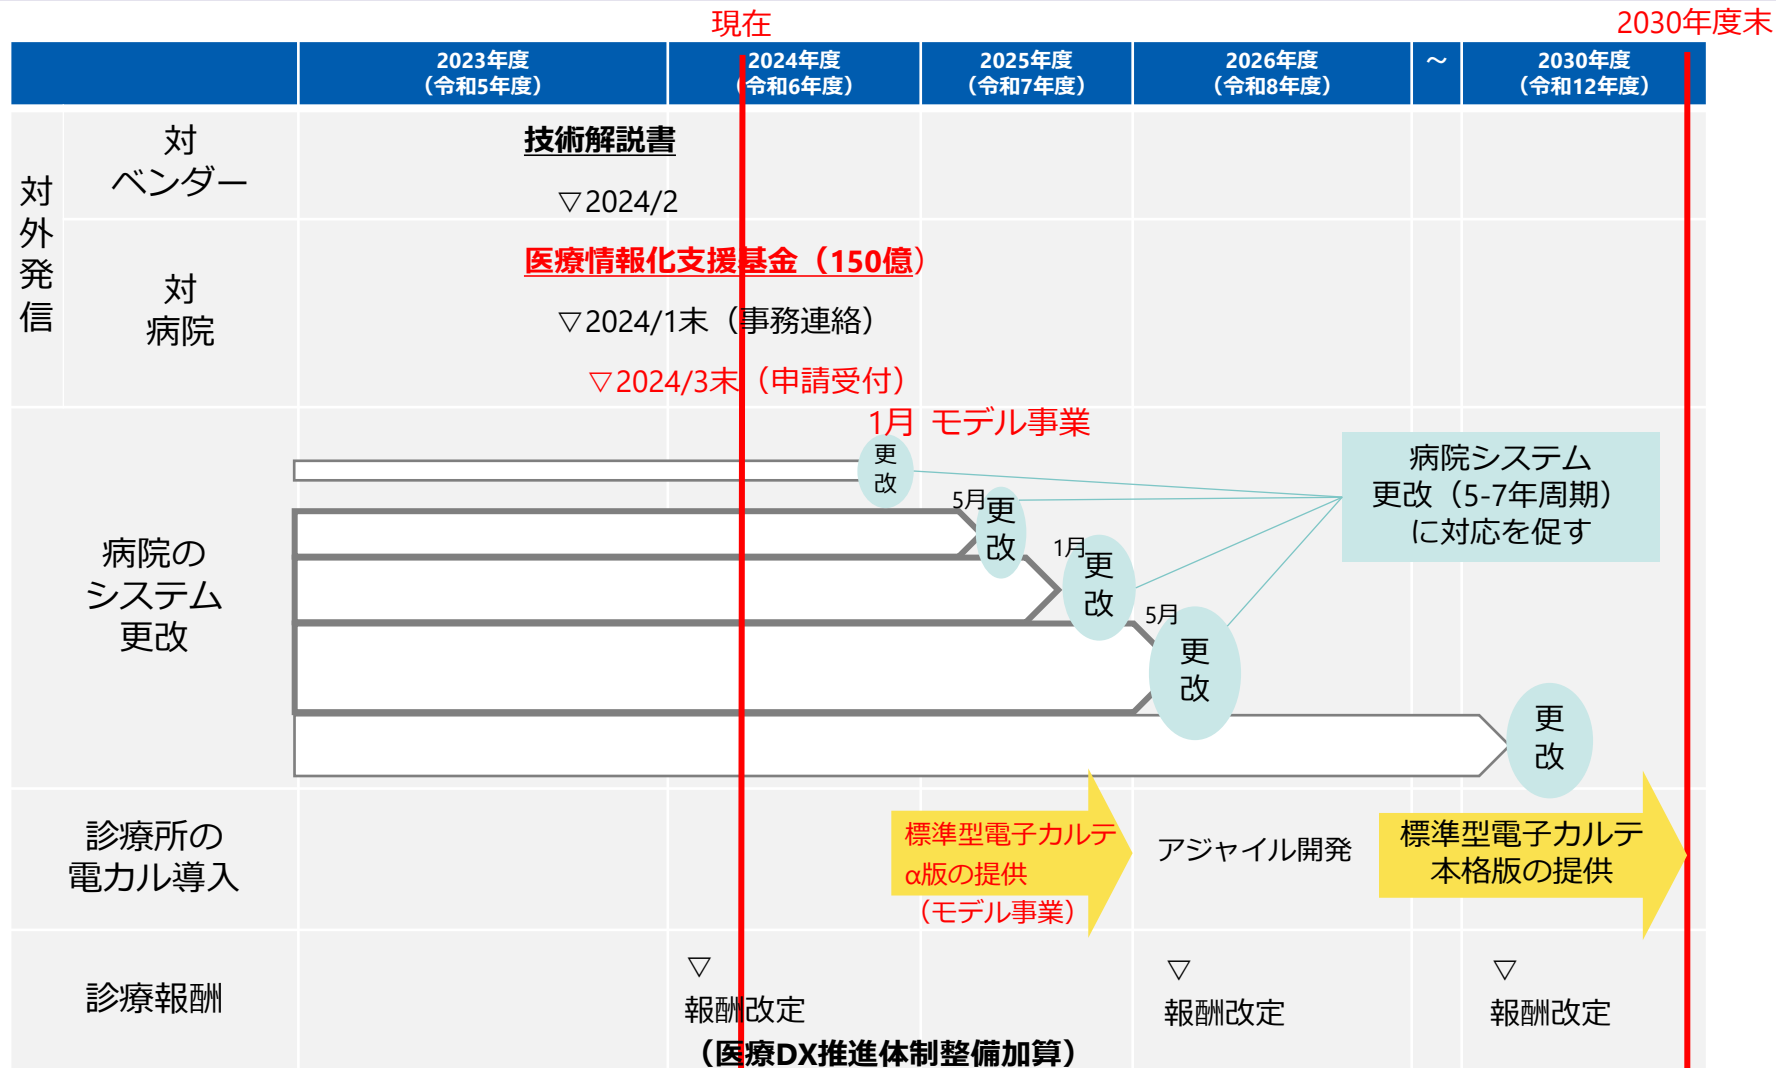 現在
2030年度末
2023年度
（令和5年度）
2024年度
（令和6年度）
2025年度
（令和7年度）
2026年度
（令和8年度）
～
2030年度
（令和12年度）
対外発信
対
ベンダー
技術解説書
▽2024/2
対
病院
医療情報化支援基金（150億）
▽2024/1末（事務連絡）
▽2024/3末（申請受付）
病院の
システム
更改
1月 モデル事業
更改
5月
更改
1月
更改
5月
更改
更改
病院システム
更改（5-7年周期）
に対応を促す
診療所の
電カル導入
標準型電子カルテ
α版の提供
（モデル事業）
アジャイル開発
標準型電子カルテ
本格版の提供
診療報酬
▽
報酬改定
（医療DX推進体制整備加算）
▽
報酬改定
▽
報酬改定